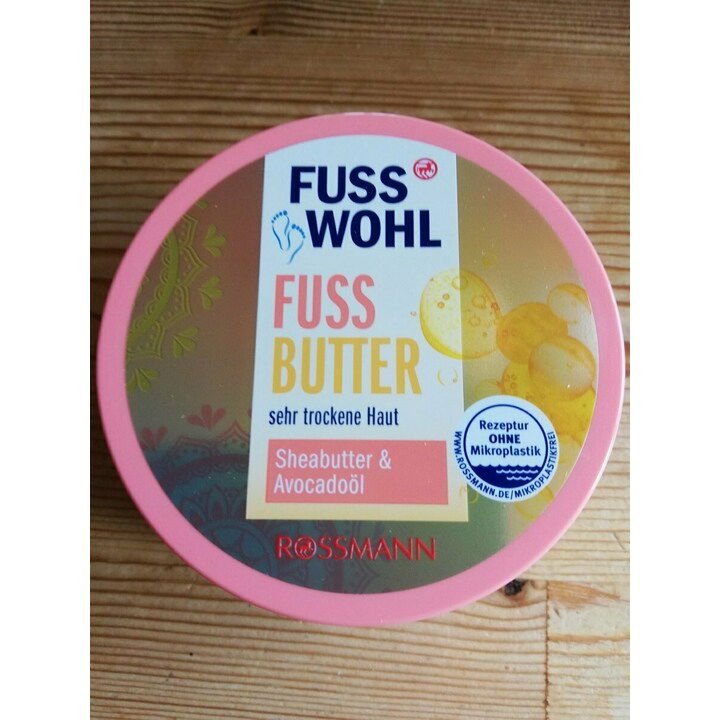 FUSS
WOHL
FUSS
BUTTER
sehr trockene Haut
Sheabutter &
Avocadoöl
Rezeptur
OHNE
Mikroplastik
WWW.ROSSMANN.DE/MIKROPLASTIKFREI
ROSSMANN